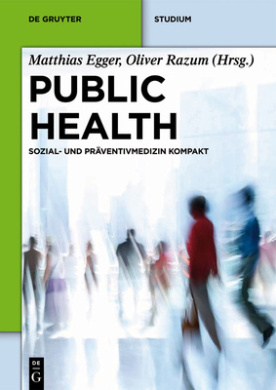 DE GRUYTER STUDIUM
Matthias Egger, Oliver Razum (Hrsg.)
PUBLIC
HEALTH
SOZIAL- UND PRÄVENTIVMEDIZIN KOMPAKT
DE
G